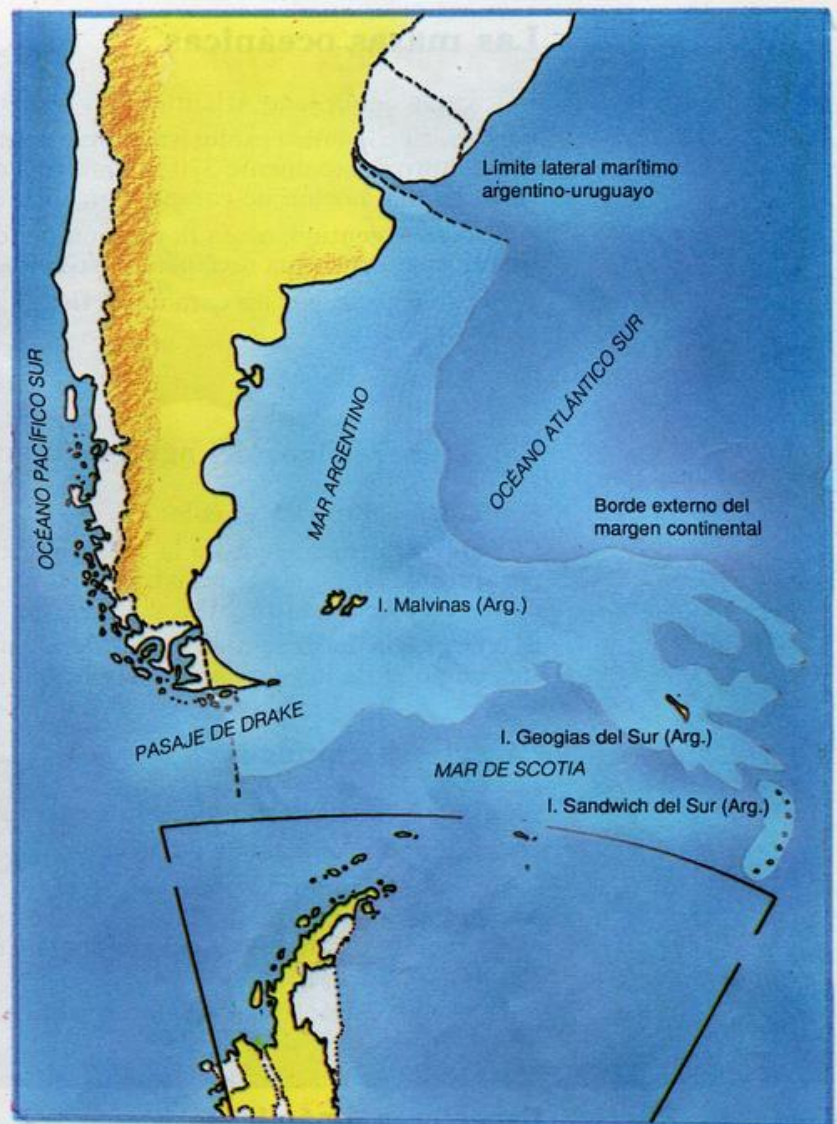 Las masas oceánicas
Límite lateral marítimo
argentino-uruguayo
OCÉANO PACÍFICO SUR
MAR ARGENTINO
OCÉANO ATLÁNTICO SUR
Borde externo del
margen continental
I. Malvinas (Arg.)
PASAJE DE DRAKE
I. Geogias del Sur (Arg.)
MAR DE SCOTIA
I. Sandwich del Sur (Arg.)